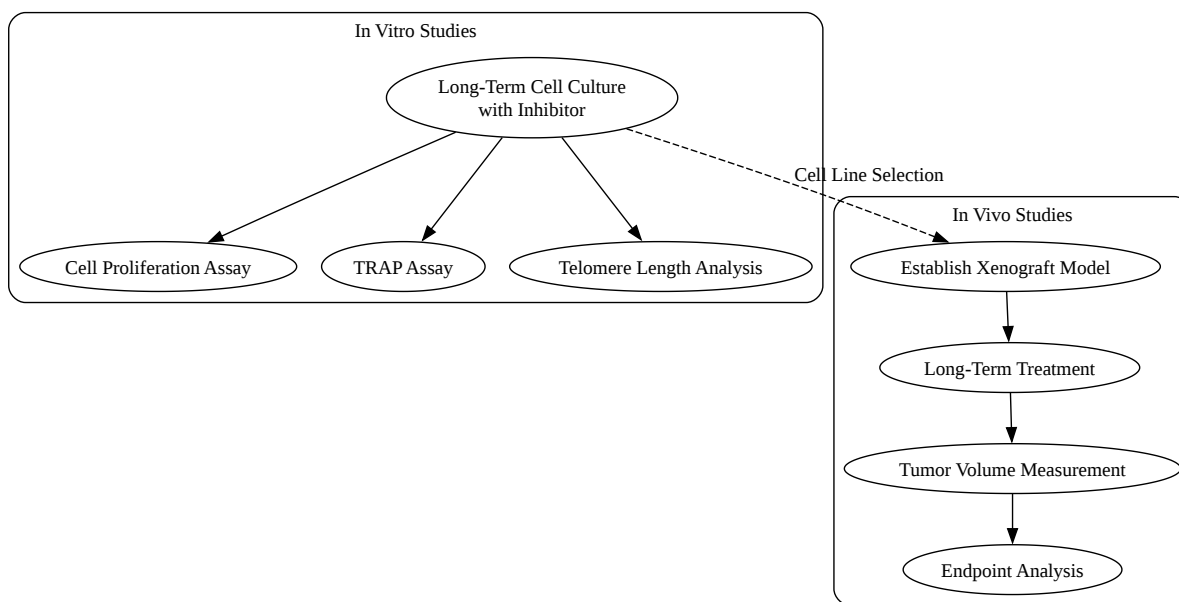 In Vitro Studies
Long-Term Cell Culture
with Inhibitor
Cell Line Selection
In Vivo Studies
Cell Proliferation Assay
TRAP Assay
Telomere Length Analysis
Establish Xenograft Model
Long-Term Treatment
Tumor Volume Measurement
Endpoint Analysis